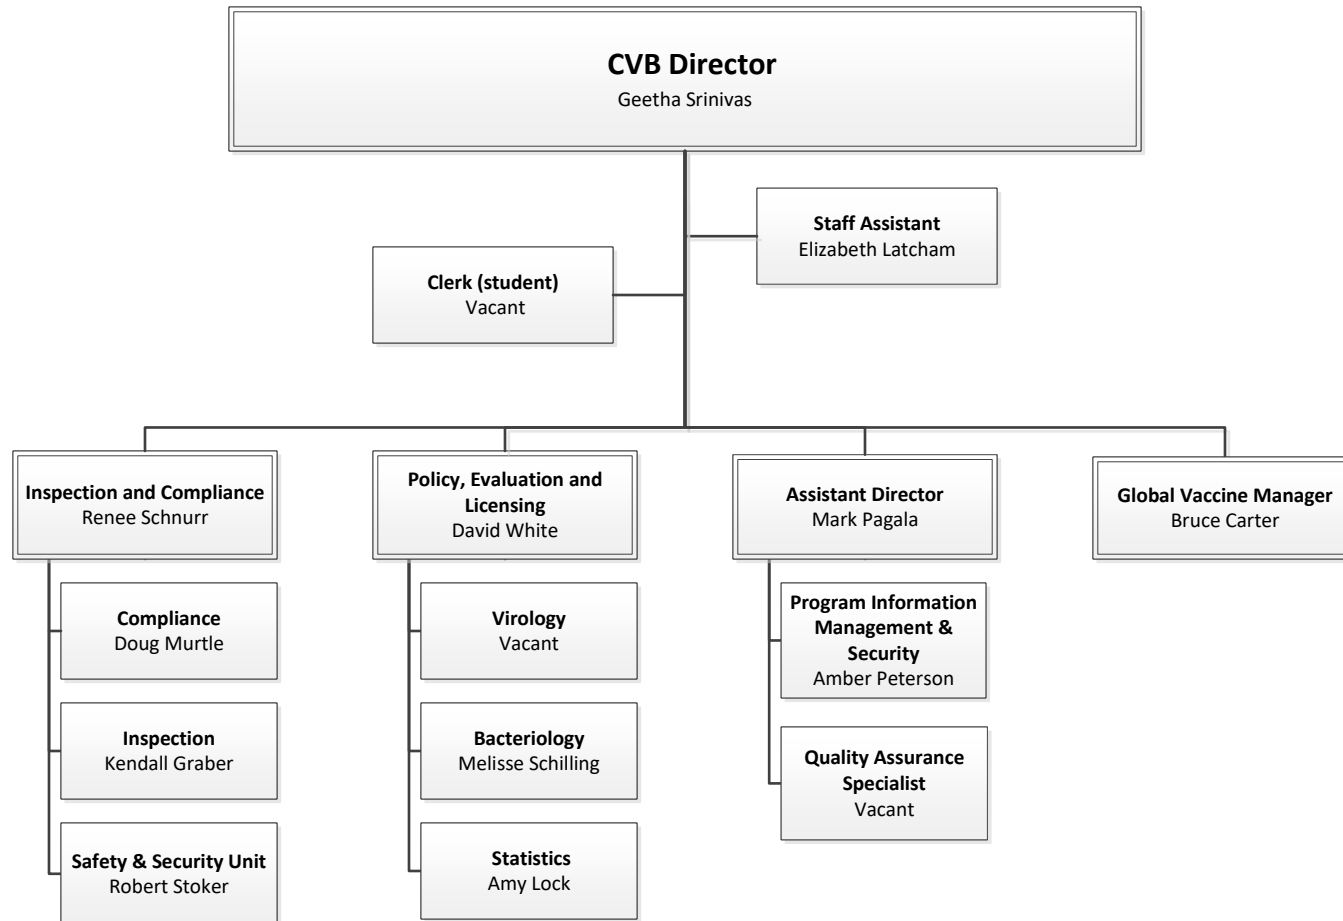 CVB Director
Geetha Srinivas
Staff Assistant
Elizabeth Latcham
Clerk (student)
Vacant
Inspection and Compliance
Renee Schnurr
Policy, Evaluation and
Licensing
David White
Assistant Director
Mark Pagala
Global Vaccine Manager
Bruce Carter
Compliance
Doug Murtle
Inspection
Kendall Graber
Safety & Security Unit
Robert Stoker
Virology
Vacant
Bacteriology
Melisse Schilling
Statistics
Amy Lock
Program Information
Management &
Security
Amber Peterson
Quality Assurance
Specialist
Vacant